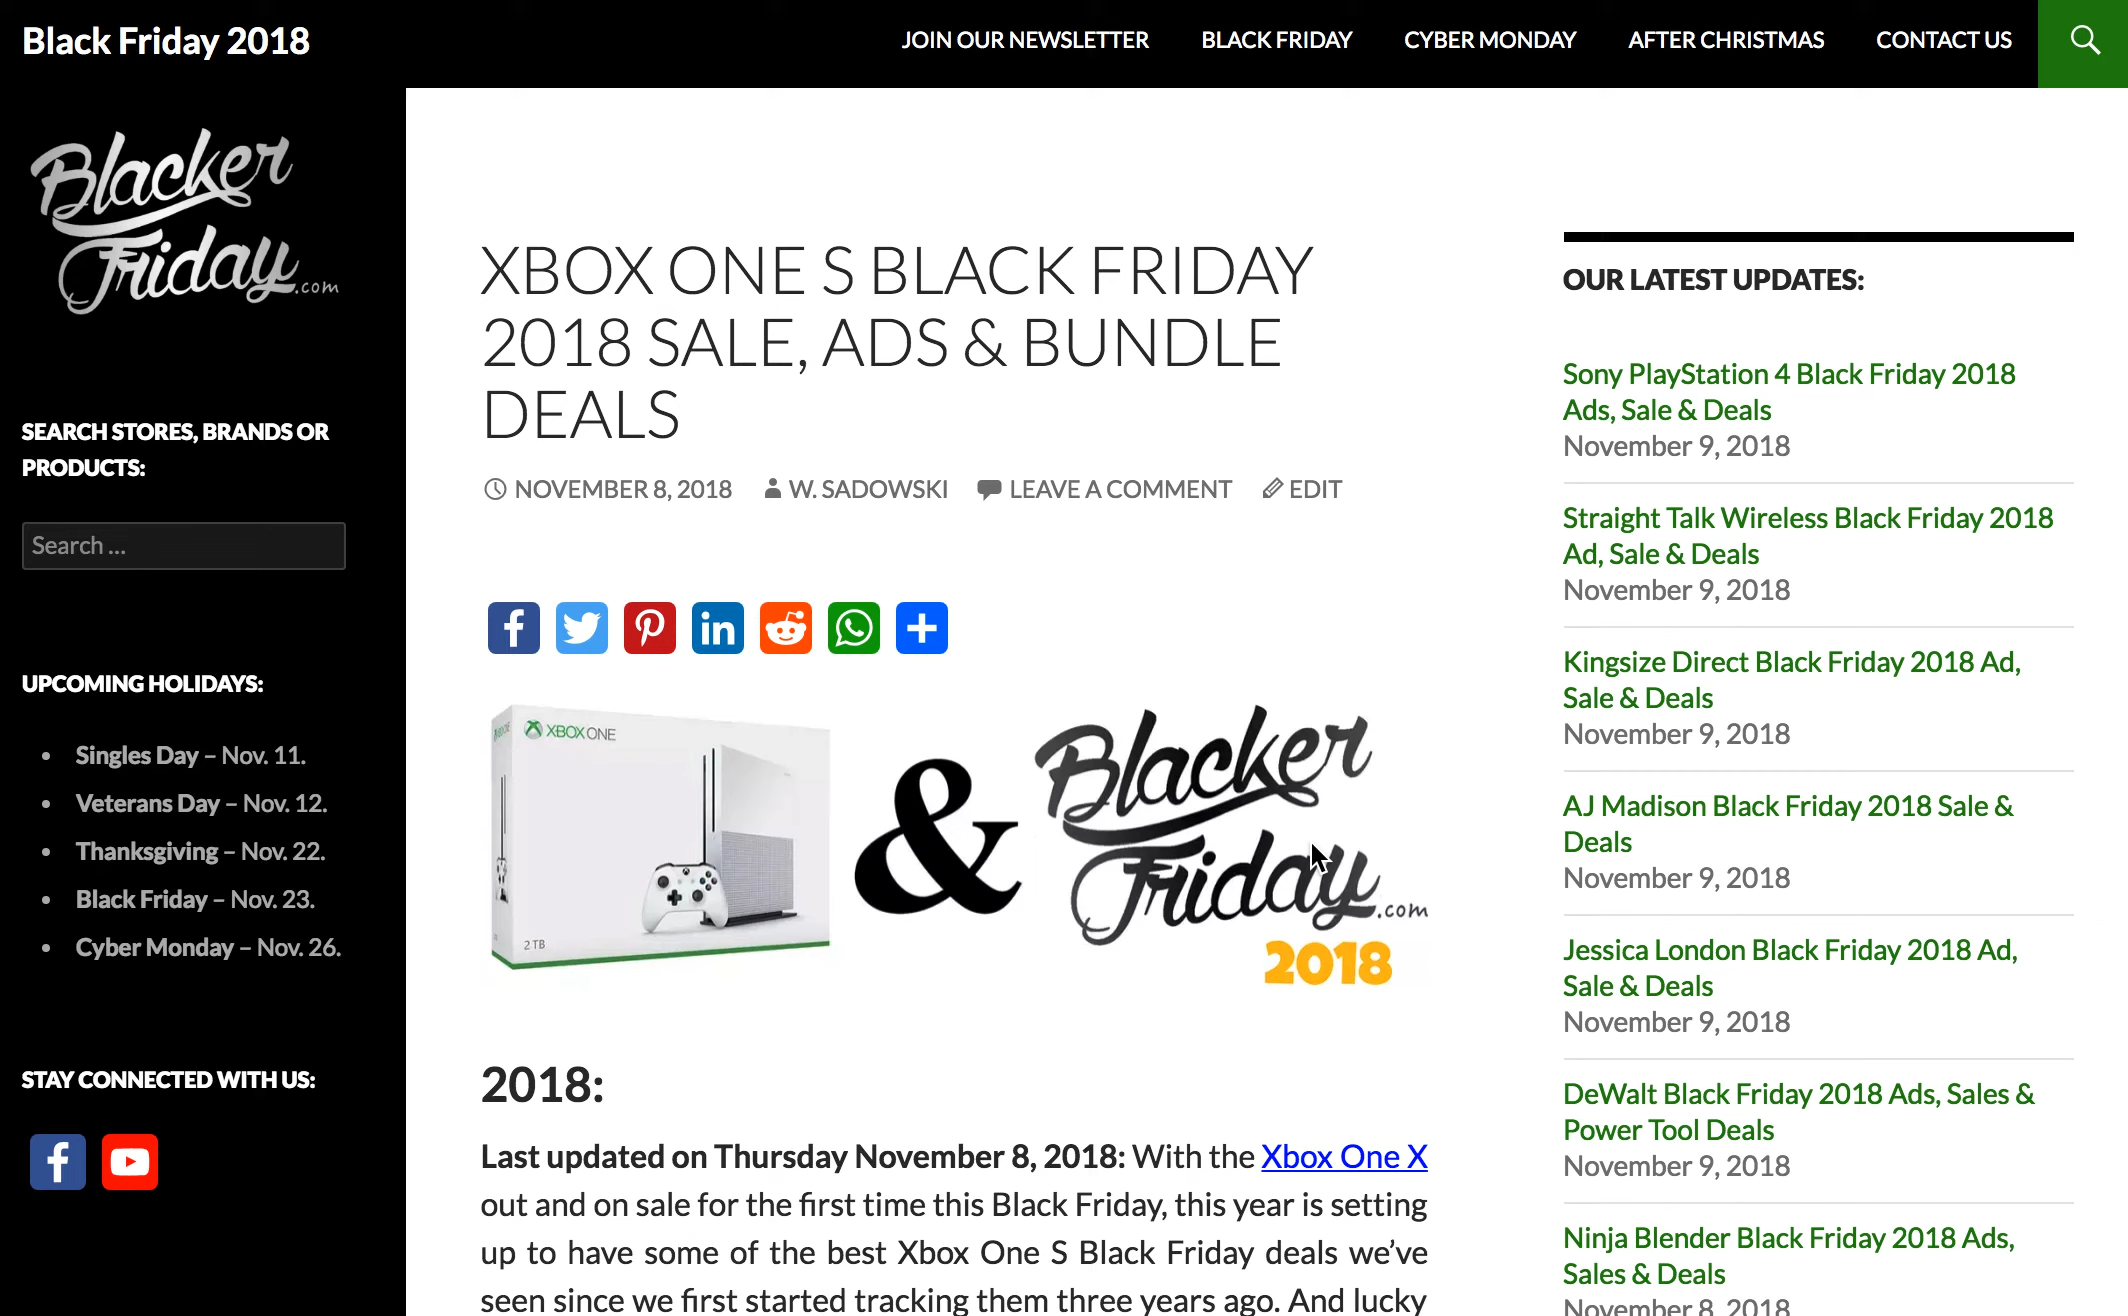 Black Friday 2018
JOIN OUR NEWSLETTER
BLACK FRIDAY
CYBER MONDAY
AFTER CHRISTMAS
CONTACT US
Blacker
Friday
.com
SEARCH STORES, BRANDS OR
PRODUCTS:
Search ...
UPCOMING HOLIDAYS:
Singles Day – Nov. 11.
Veterans Day – Nov. 12.
Thanksgiving – Nov. 22.
Black Friday – Nov. 23.
Cyber Monday – Nov. 26.
STAY CONNECTED WITH US:
XBOX ONE S BLACK FRIDAY
2018 SALE, ADS & BUNDLE
DEALS
NOVEMBER 8, 2018
W. SADOWSKI
LEAVE A COMMENT
EDIT
XBOX ONE
2 TB
&
Blacker
Friday
.com
2018
2018:
Last updated on Thursday November 8, 2018: With the Xbox One X
out and on sale for the first time this Black Friday, this year is setting
up to have some of the best Xbox One S Black Friday deals we’ve
seen since we first started tracking them three years ago. And lucky
OUR LATEST UPDATES:
Sony PlayStation 4 Black Friday 2018
Ads, Sale & Deals
November 9, 2018
Straight Talk Wireless Black Friday 2018
Ad, Sale & Deals
November 9, 2018
Kingsize Direct Black Friday 2018 Ad,
Sale & Deals
November 9, 2018
AJ Madison Black Friday 2018 Sale &
Deals
November 9, 2018
Jessica London Black Friday 2018 Ad,
Sale & Deals
November 9, 2018
DeWalt Black Friday 2018 Ads, Sales &
Power Tool Deals
November 9, 2018
Ninja Blender Black Friday 2018 Ads,
Sales & Deals
November 8, 2018